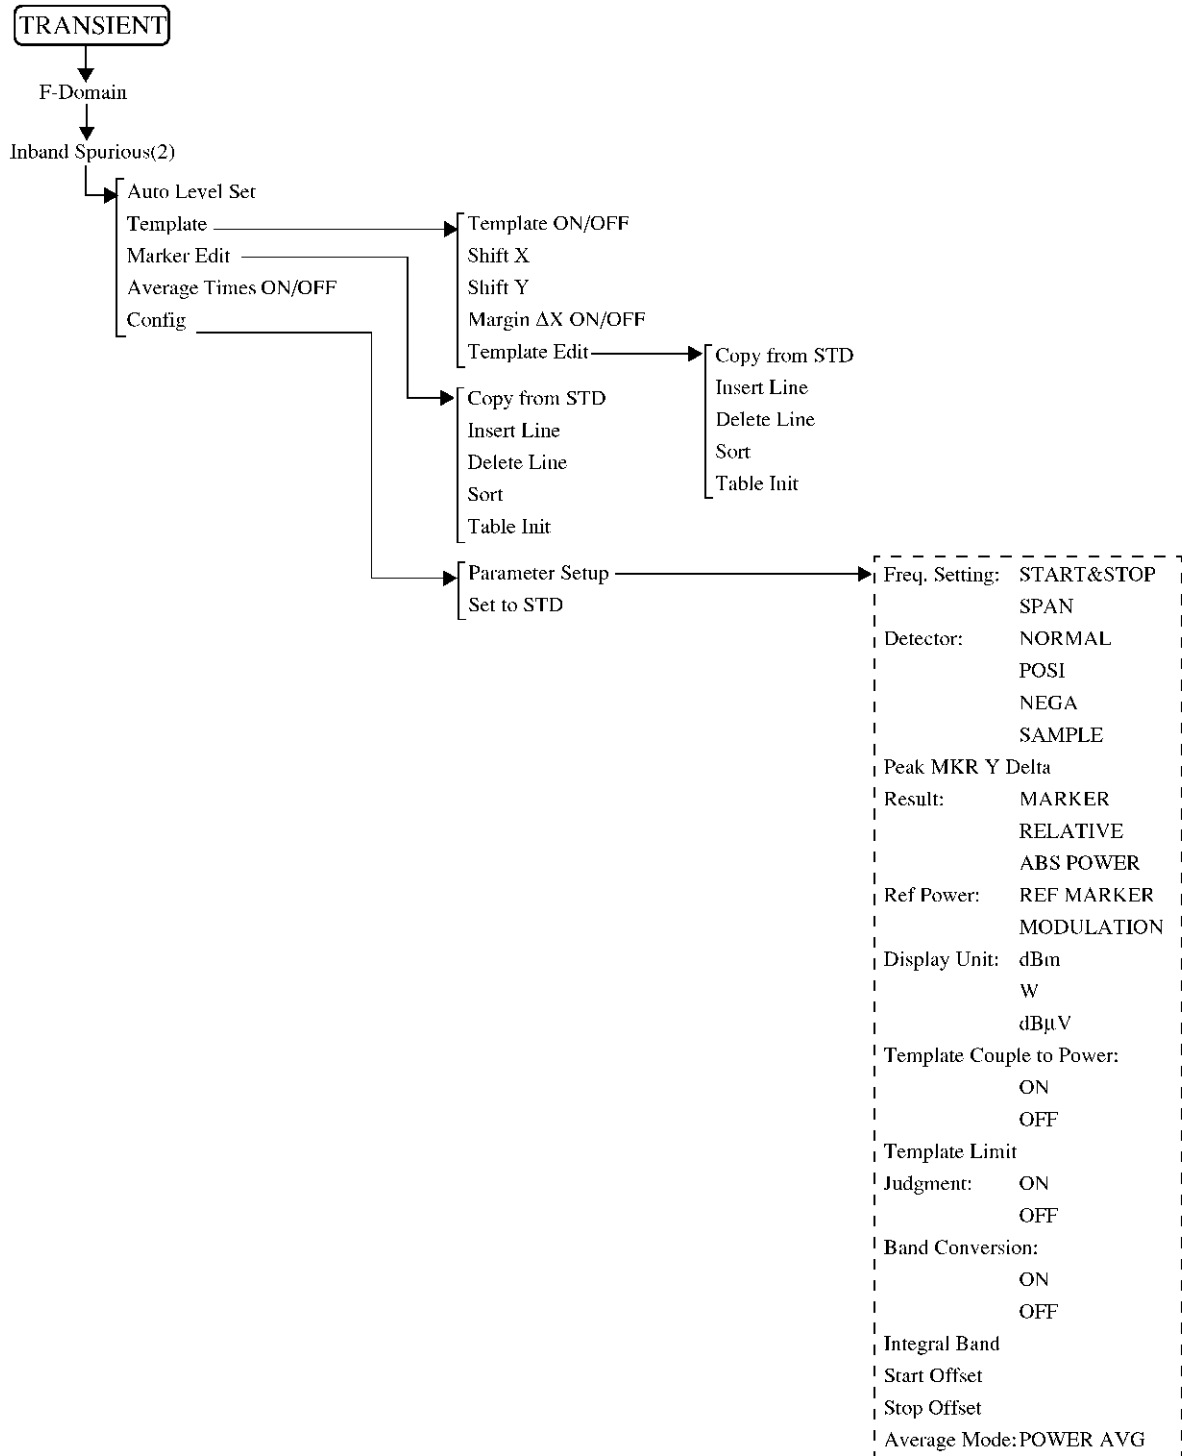 TRANSIENT
F-Domain
Inband Spurious(2)
Auto Level Set
Template
Marker Edit
Average Times ON/OFF
Config
Template ON/OFF
Shift X
Shift Y
Margin ΔX ON/OFF
Template Edit
Copy from STD
Insert Line
Delete Line
Sort
Table Init
Copy from STD
Insert Line
Delete Line
Sort
Table Init
Parameter Setup
Set to STD
Freq. Setting: START&STOP
SPAN
Detector: NORMAL
POSI
NEGA
SAMPLE
Peak MKR Y Delta
Result: MARKER
RELATIVE
ABS POWER
Ref Power: REF MARKER
MODULATION
Display Unit: dBm
W
dBμV
Template Couple to Power:
ON
OFF
Template Limit
Judgment: ON
OFF
Band Conversion:
ON
OFF
Integral Band
Start Offset
Stop Offset
Average Mode: POWER AVG